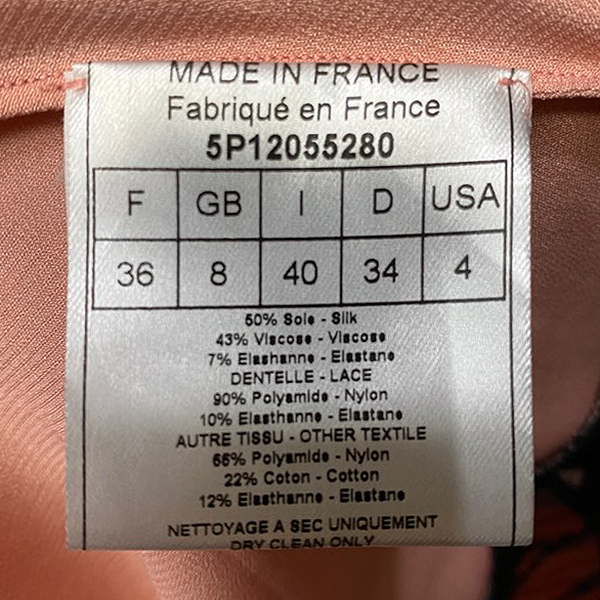 MADE IN FRANCE
Fabriqué en France
5P12055280
F GB I D USA
36 8 40 34 4
50% Soie - Silk
43% Viscose - Viscose
7% Elasthanne - Elastane
DENTELLE - LACE
90% Polyamide - Nylon
10% Elasthanne - Elastane
AUTRE TISSU - OTHER TEXTILE
66% Polyamide - Nylon
22% Coton - Cotton
12% Elasthanne - Elastane
NETTOYAGE A SEC UNIQUEMENT
DRY CLEAN ONLY